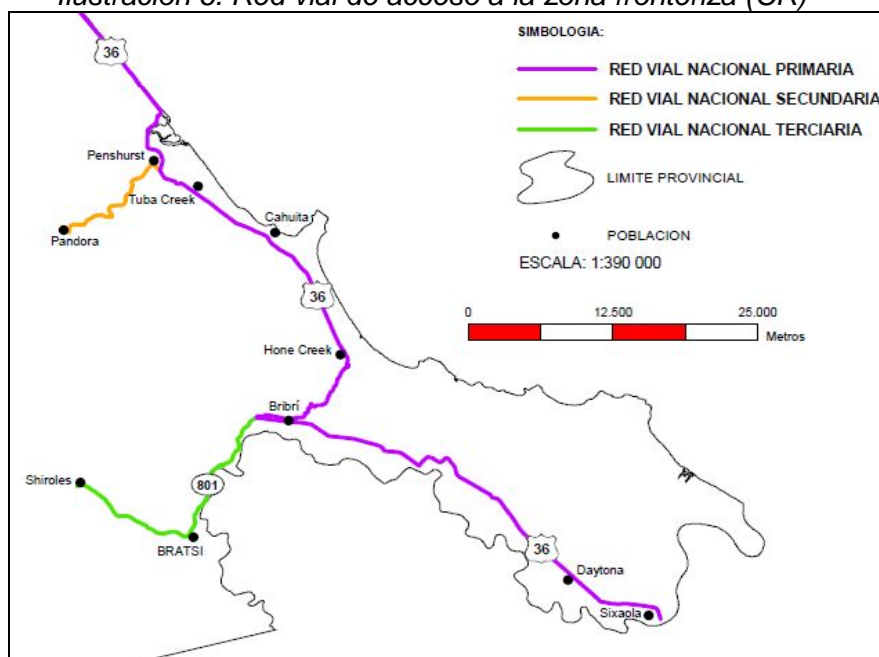 Ilustración 3. Red vial de acceso a la zona fronteriza (CR)
SIMBOLOGIA:
RED VIAL NACIONAL PRIMARIA
RED VIAL NACIONAL SECUNDARIA
RED VIAL NACIONAL TERCIARIA
LIMITE PROVINCIAL
POBLACION
ESCALA: 1:390 000
0 12.500 25.000
Metros
36
Penshurst
Tuba Creek
Pandora
Cahuita
36
Hone Creek
Bribrí
Shiroles
801
BRATSI
36
Daytona
Sixaola